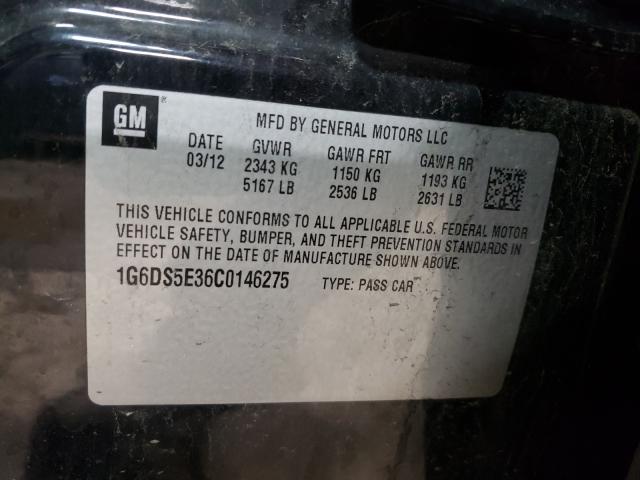 GM ®
MFD BY GENERAL MOTORS LLC
DATE GVWR GAWR FRT GAWR RR
03/12 2343 KG 1150 KG 1193 KG
5167 LB 2536 LB 2631 LB
THIS VEHICLE CONFORMS TO ALL APPLICABLE U.S. FEDERAL MOTOR
VEHICLE SAFETY, BUMPER, AND THEFT PREVENTION STANDARDS IN
EFFECT ON THE DATE OF MANUFACTURE SHOWN ABOVE.
1G6DS5E36C0146275 TYPE: PASS CAR